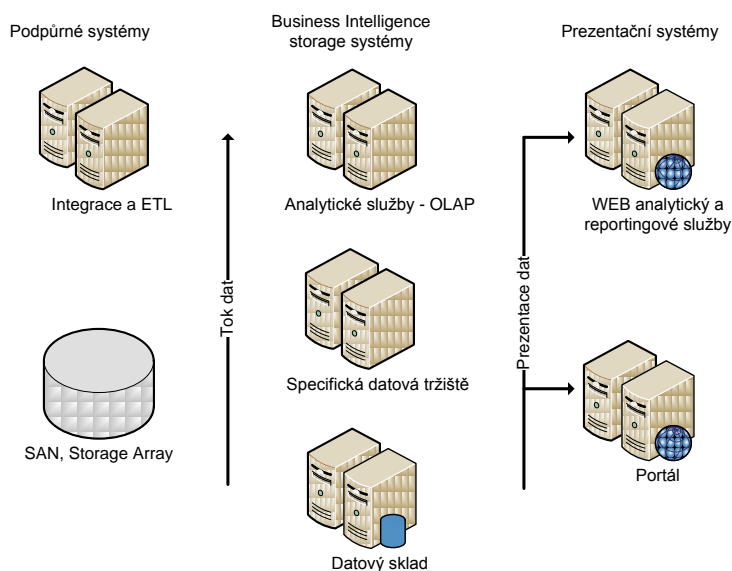 Podpůrné systémy
Business Intelligence
storage systémy
Prezentační systémy
Integrace a ETL
Analytické služby - OLAP
WEB analytický a
reportingové služby
Tok dat
Prezentace dat
Specifická datová tržiště
SAN, Storage Array
Portál
Datový sklad